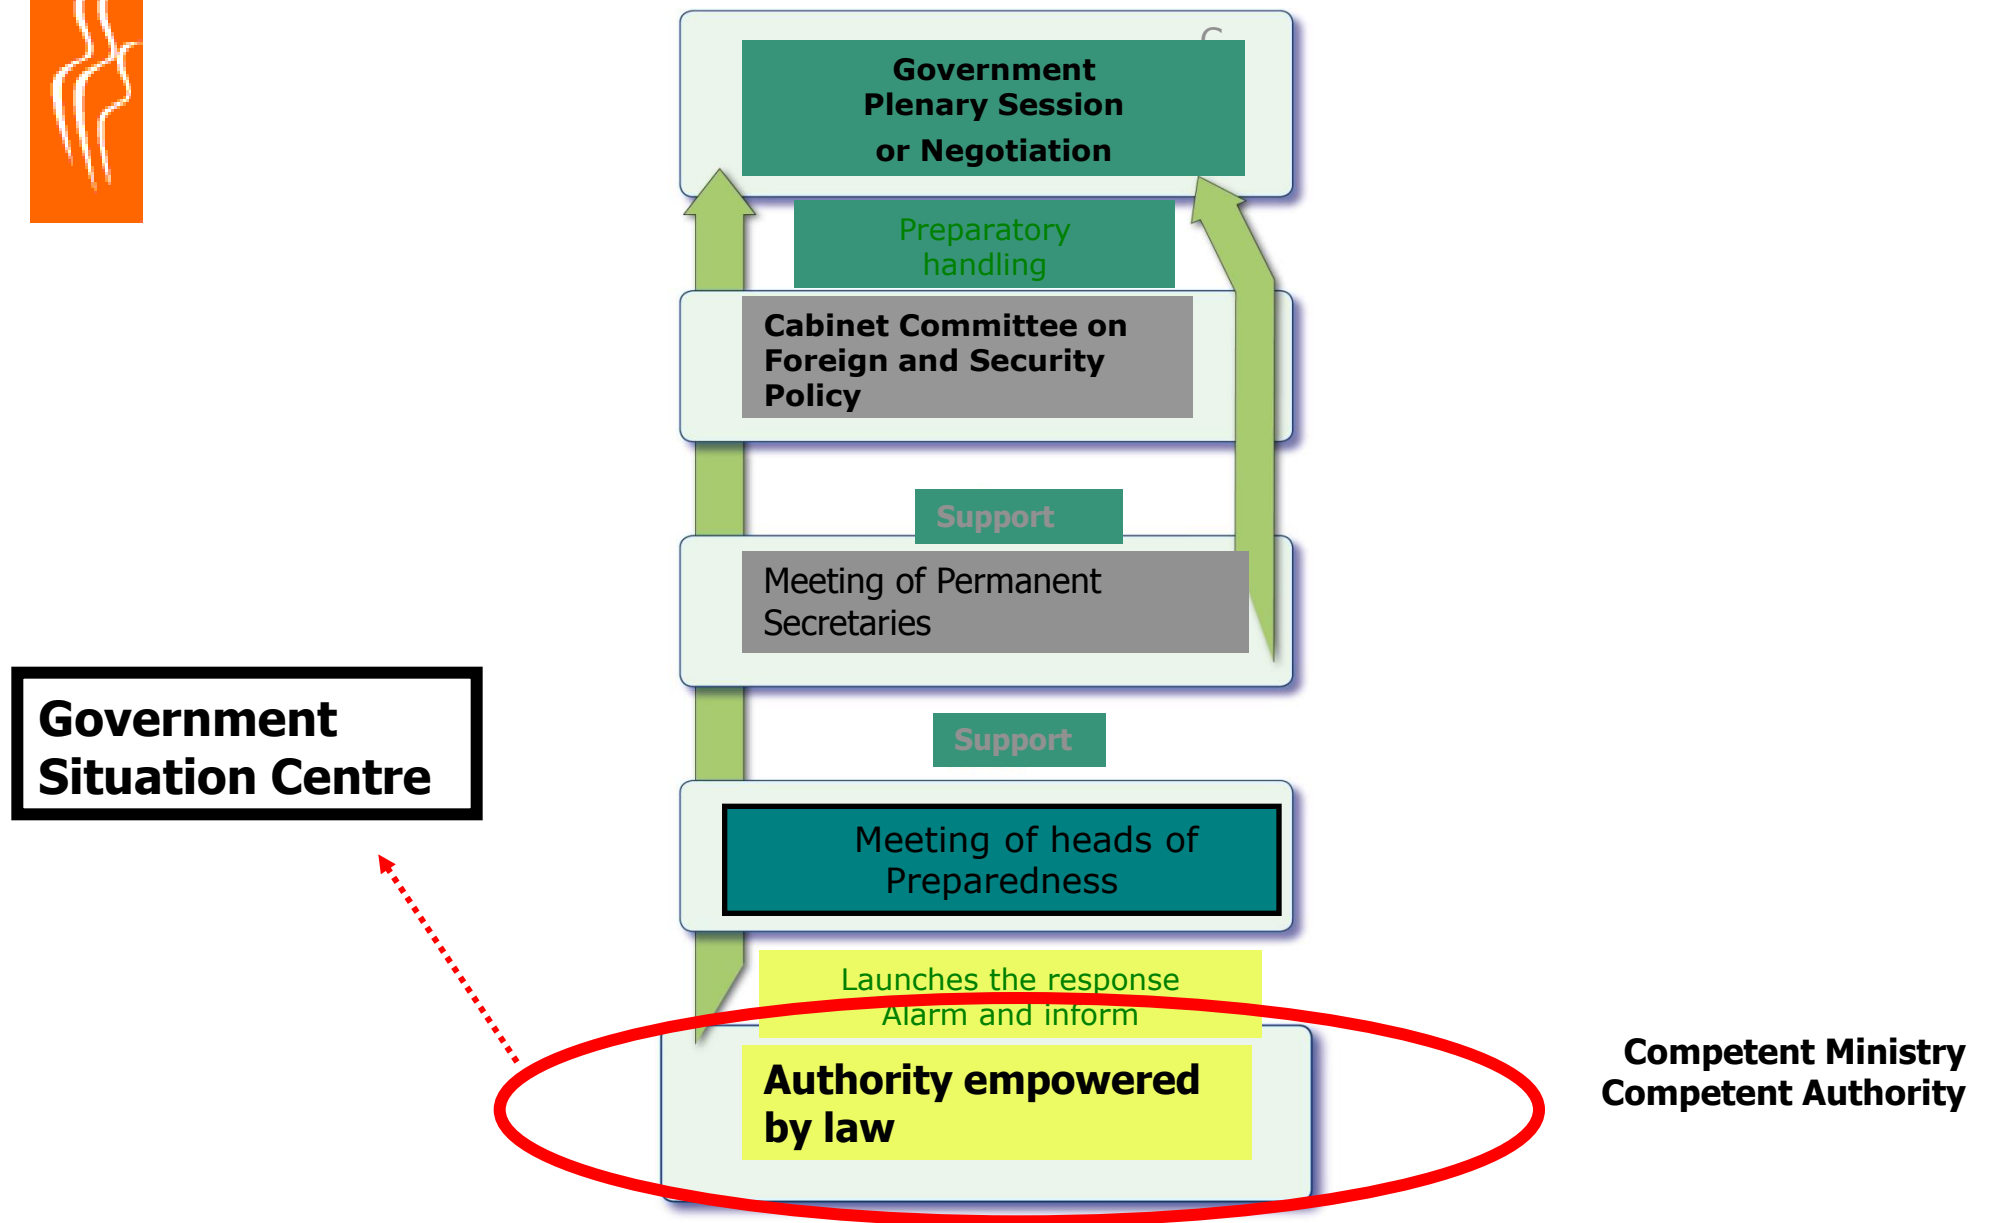 Government
Plenary Session
or Negotiation
Preparatory
handling
Cabinet Committee on
Foreign and Security
Policy
Support
Meeting of Permanent
Secretaries
Government
Situation Centre
Support
Meeting of heads of
Preparedness
Launches the response
Alarm and inform
Authority empowered
by law
Competent Ministry
Competent Authority